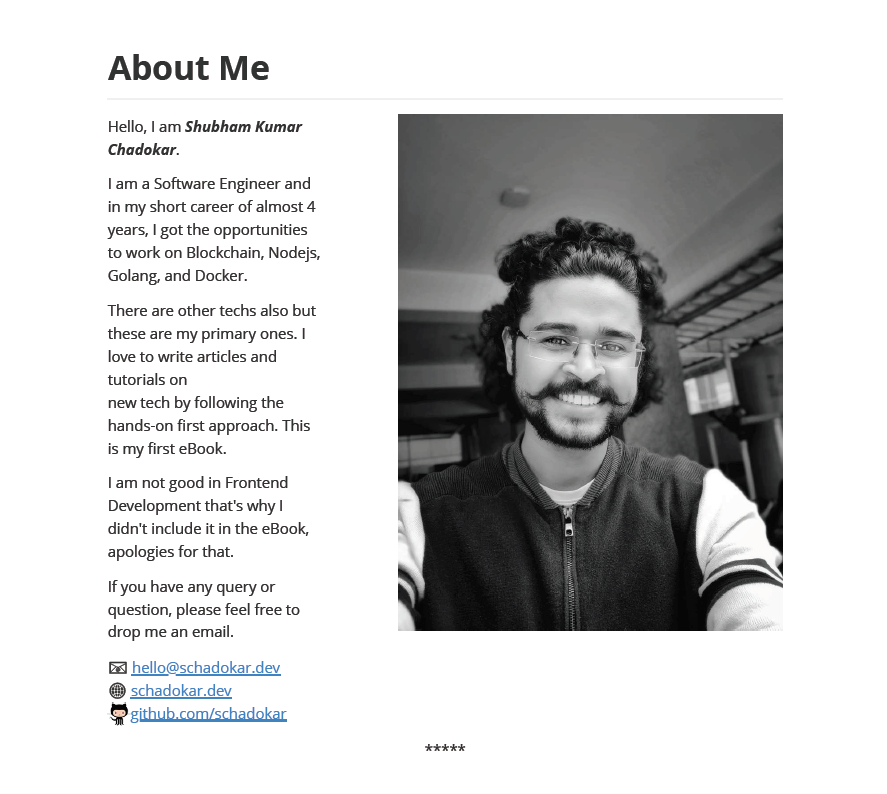 About Me
Hello, I am Shubham Kumar
Chadokar.
I am a Software Engineer and
in my short career of almost 4
years, I got the opportunities
to work on Blockchain, Nodejs,
Golang, and Docker.
There are other techs also but
these are my primary ones. I
love to write articles and
tutorials on
new tech by following the
hands-on first approach. This
is my first eBook.
I am not good in Frontend
Development that's why I
didn't include it in the eBook,
apologies for that.
If you have any query or
question, please feel free to
drop me an email.
hello@schadokar.dev
schadokar.dev
github.com/schadokar
*****